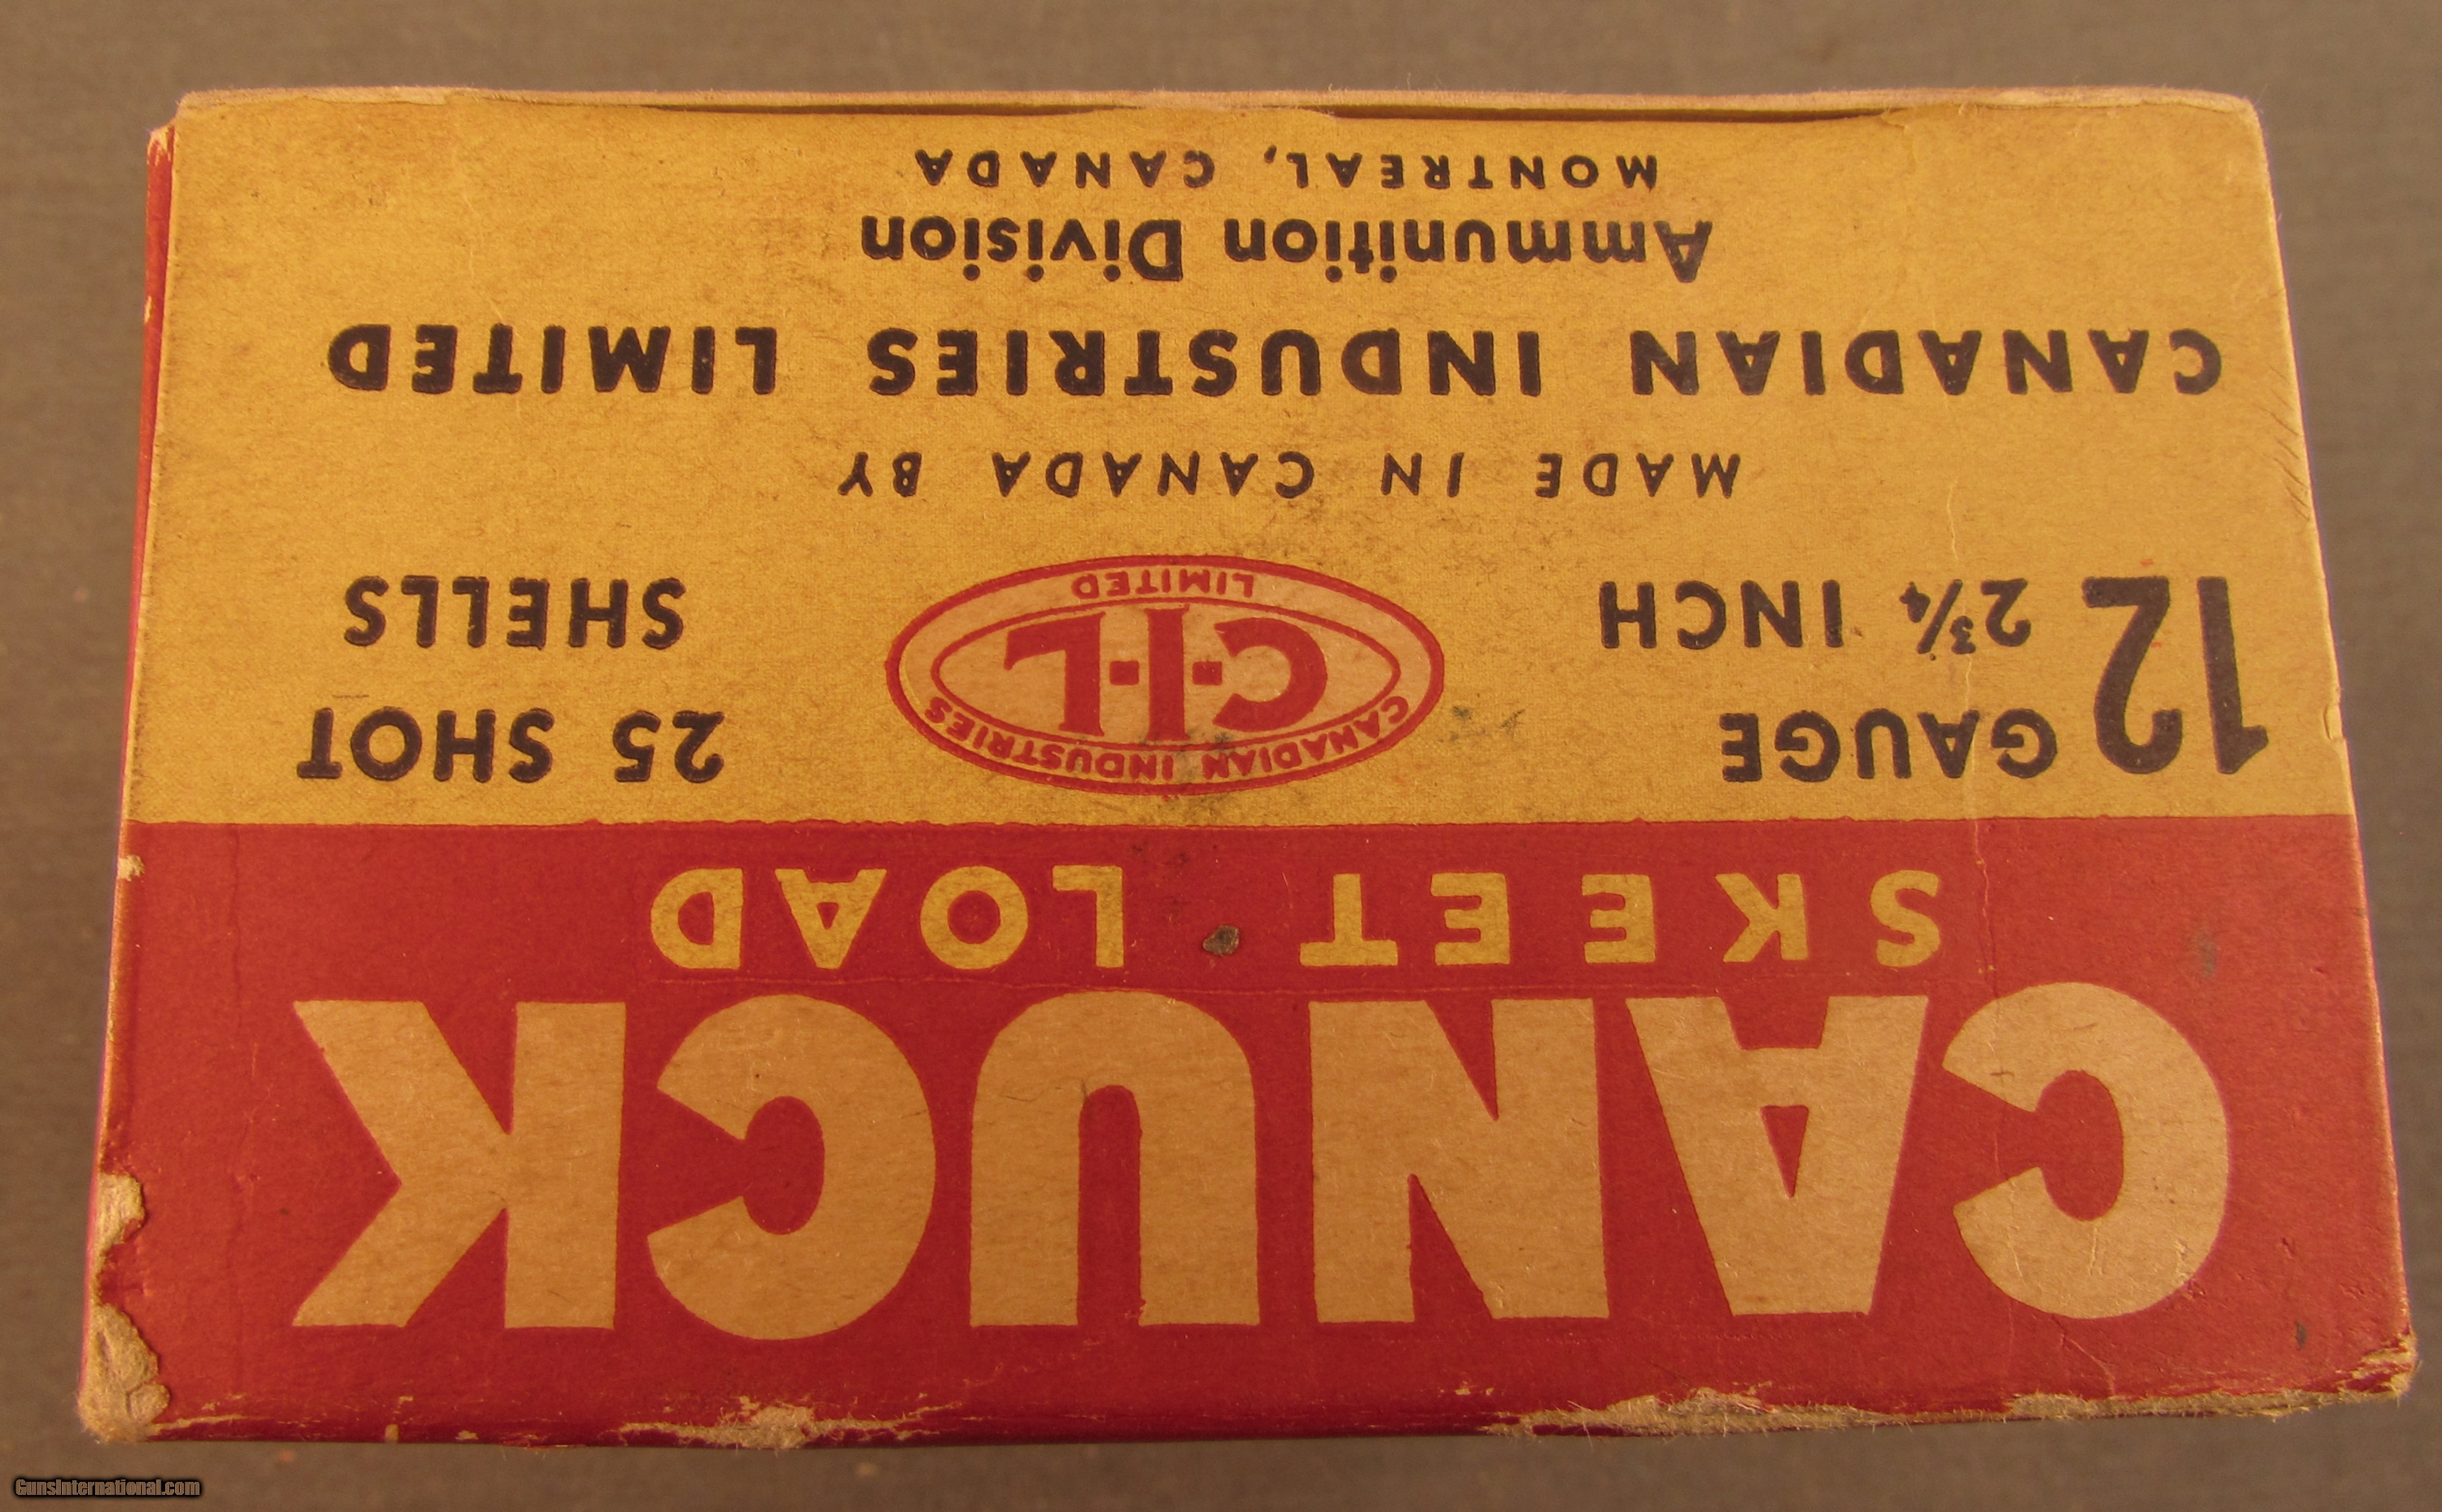 CANUCK
SKEET LOAD
12 GAUGE 2¾ INCH
CANADIAN INDUSTRIES
C-I-L
LIMITED
25 SHOT
SHELLS
MADE IN CANADA BY
CANADIAN INDUSTRIES LIMITED
Ammunition Division
MONTREAL, CANADA
GunsInternational.com